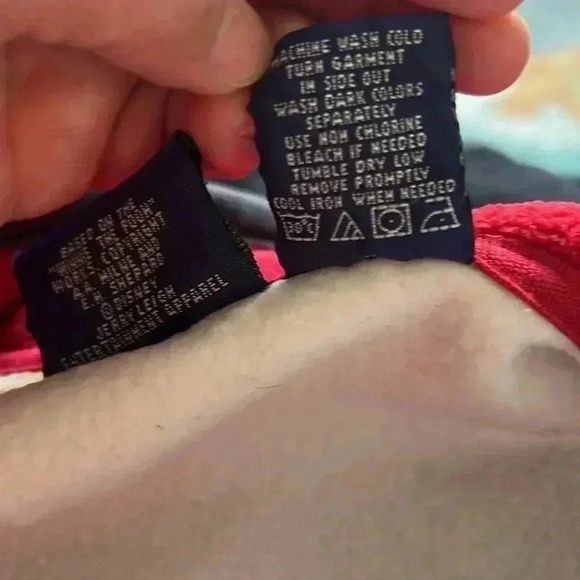 BASED ON THE
"WINNIE THE POOH"
WORKS, COPYRIGHT
A.A. MILNE AND
E.H. SHEPARD
© DISNEY
JERRY LEIGH
ENTERTAINMENT APPAREL
MACHINE WASH COLD
TURN GARMENT
IN SIDE OUT
WASH DARK COLORS
SEPARATELY
USE NON CHLORINE
BLEACH IF NEEDED
TUMBLE DRY LOW
REMOVE PROMPTLY
COOL IRON WHEN NEEDED
30°C